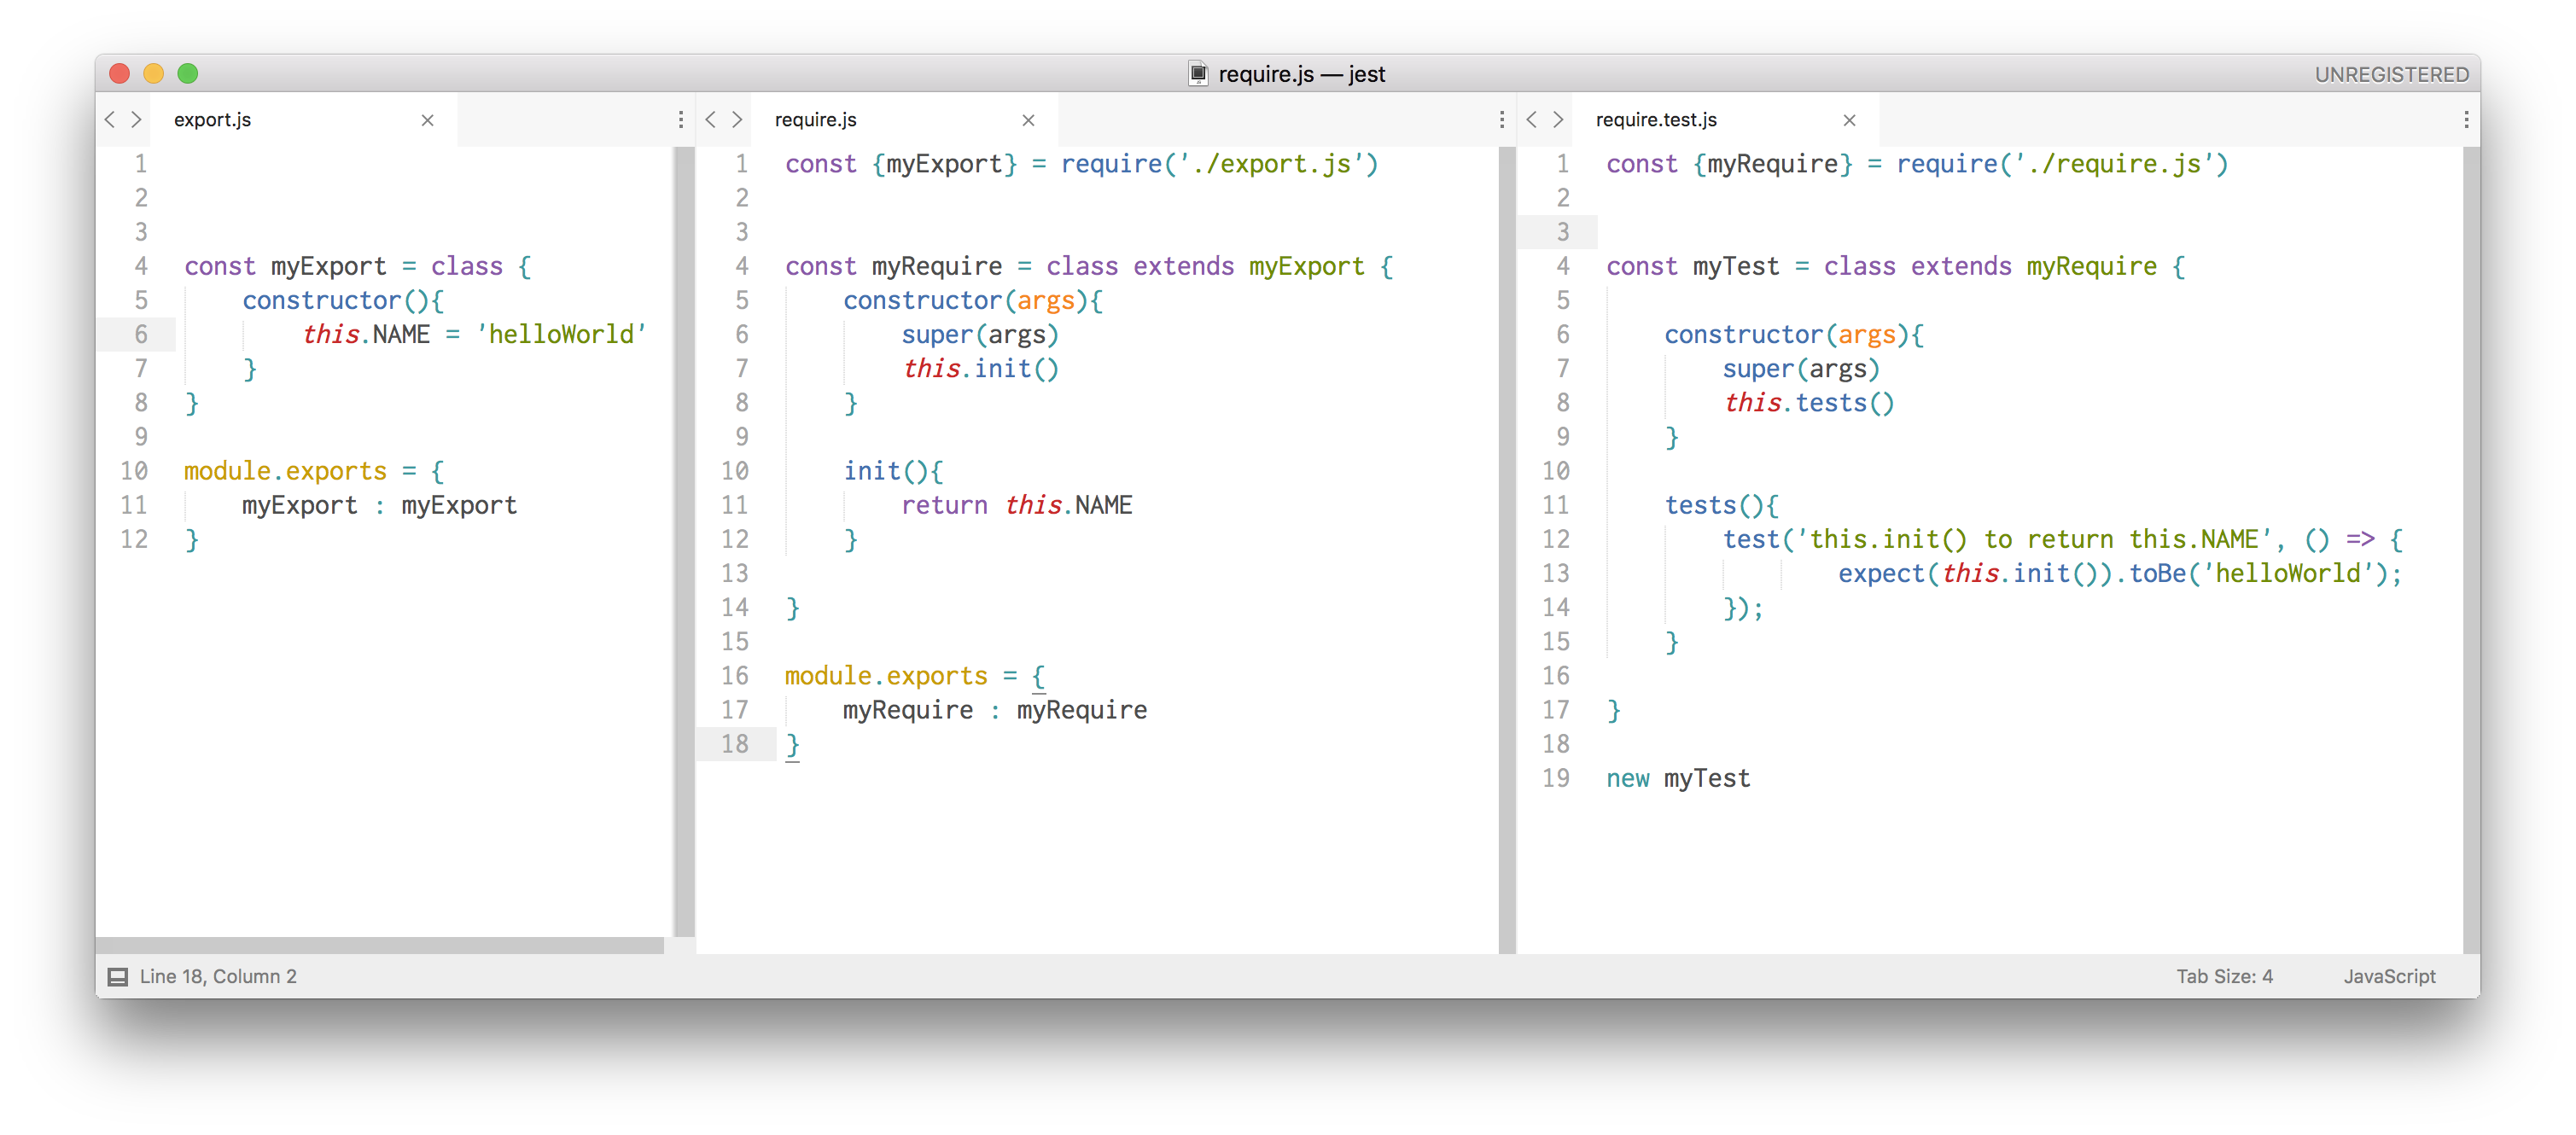 require.js — jest
UNREGISTERED
export.js
1
2
3
4 const myExport = class {
5     constructor(){
6         this.NAME = 'helloWorld'
7     }
8 }
9
10 module.exports = {
11     myExport : myExport
12 }
require.js
1 const {myExport} = require('./export.js')
2
3
4 const myRequire = class extends myExport {
5     constructor(args){
6         super(args)
7         this.init()
8     }
9
10     init(){
11         return this.NAME
12     }
13
14 }
15
16 module.exports = {
17     myRequire : myRequire
18 }
require.test.js
1 const {myRequire} = require('./require.js')
2
3
4 const myTest = class extends myRequire {
5
6     constructor(args){
7         super(args)
8         this.tests()
9     }
10
11     tests(){
12         test('this.init() to return this.NAME', () => {
13                 expect(this.init()).toBe('helloWorld');
14         });
15     }
16
17 }
18
19 new myTest
Line 18, Column 2
Tab Size: 4
JavaScript